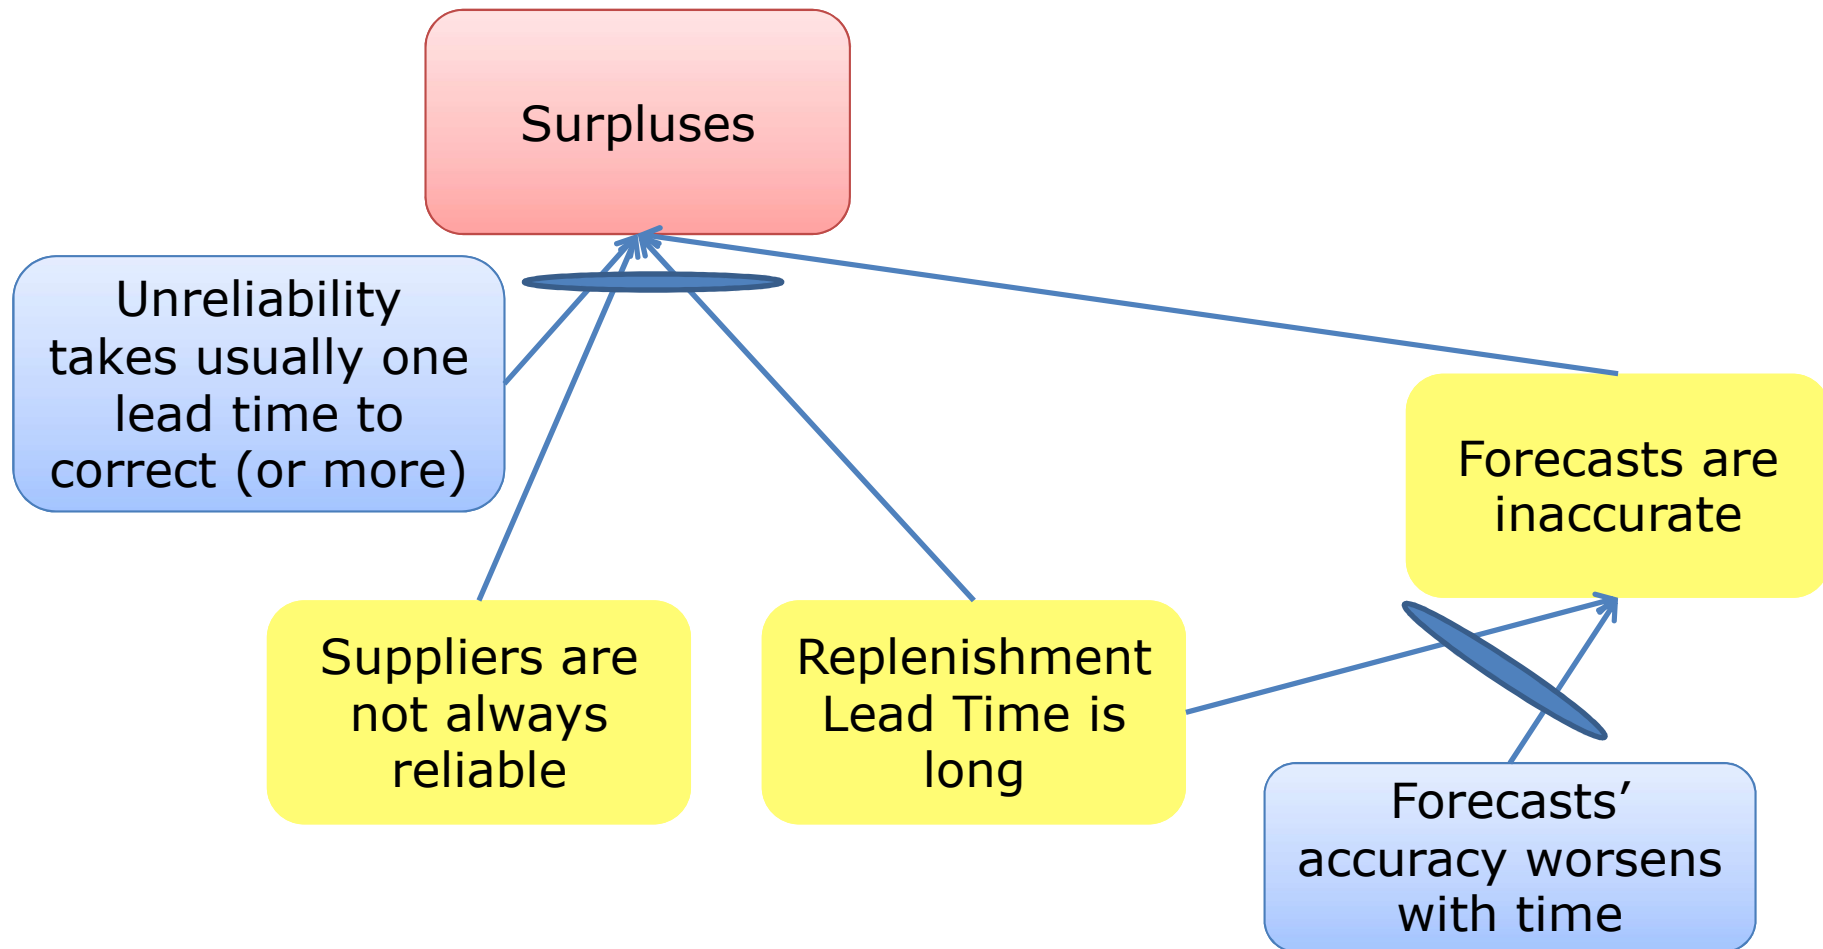 Surpluses
Unreliability
takes usually one
lead time to
correct (or more)
Forecasts are
inaccurate
Suppliers are
not always
reliable
Replenishment
Lead Time is
long
Forecasts’
accuracy worsens
with time